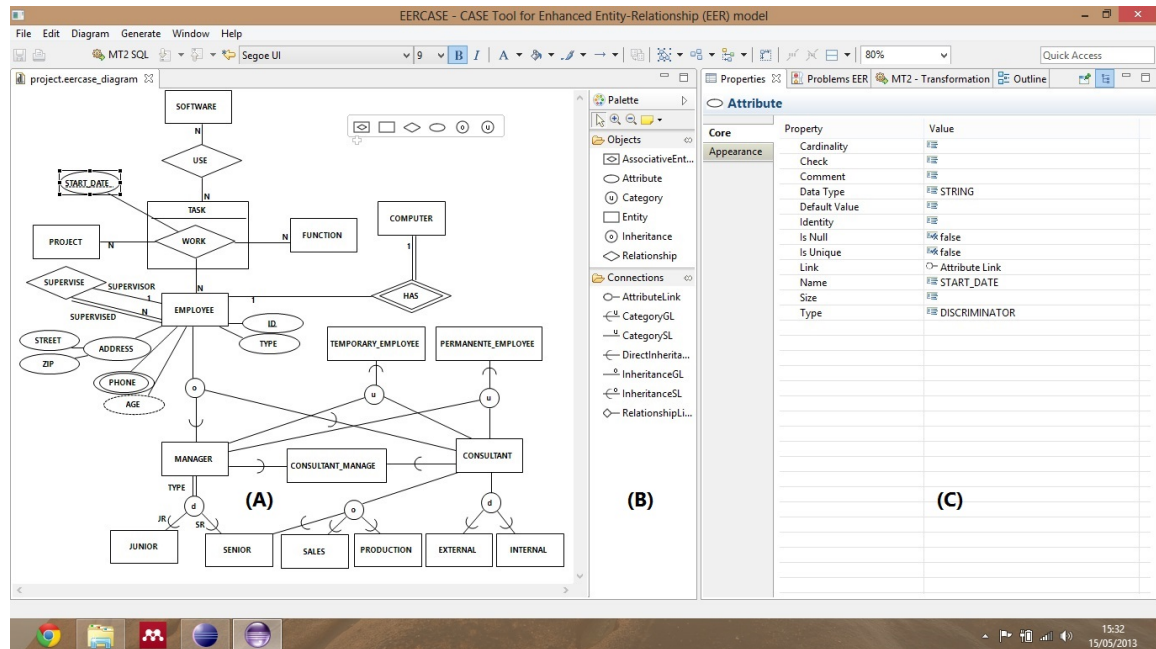 EERCASE - CASE Tool for Enhanced Entity-Relationship (EER) model
File Edit Diagram Generate Window Help
MT2 SQL Segoe UI 9 B I A 80% Quick Access
project.eercase_diagram
SOFTWARE
N
USE
N
START_DATE
TASK
WORK
PROJECT
N
N
FUNCTION
COMPUTER
1
SUPERVISE
SUPERVISOR
1
N
1
HAS
SUPERVISED
N
EMPLOYEE
ID
TYPE
STREET
ADDRESS
ZIP
PHONE
AGE
TEMPORARY_EMPLOYEE
PERMANENTE_EMPLOYEE
o
u
u
MANAGER
CONSULTANT_MANAGE
CONSULTANT
TYPE
d
(A)
o
d
JR
SR
JUNIOR
SENIOR
SALES
PRODUCTION
EXTERNAL
INTERNAL
o u
Palette
Objects
AssociativeEnt...
Attribute
u Category
Entity
o Inheritance
Relationship
Connections
AttributeLink
u CategoryGL
u CategorySL
DirectInherita...
o InheritanceGL
o InheritanceSL
RelationshipLi...
(B)
Properties Problems EER MT2 - Transformation Outline
Attribute
Core
Appearance
Property Value
Cardinality
Check
Comment
Data Type STRING
Default Value
Identity
Is Null false
Is Unique false
Link Attribute Link
Name START_DATE
Size
Type DISCRIMINATOR
(C)
15:32
15/05/2013